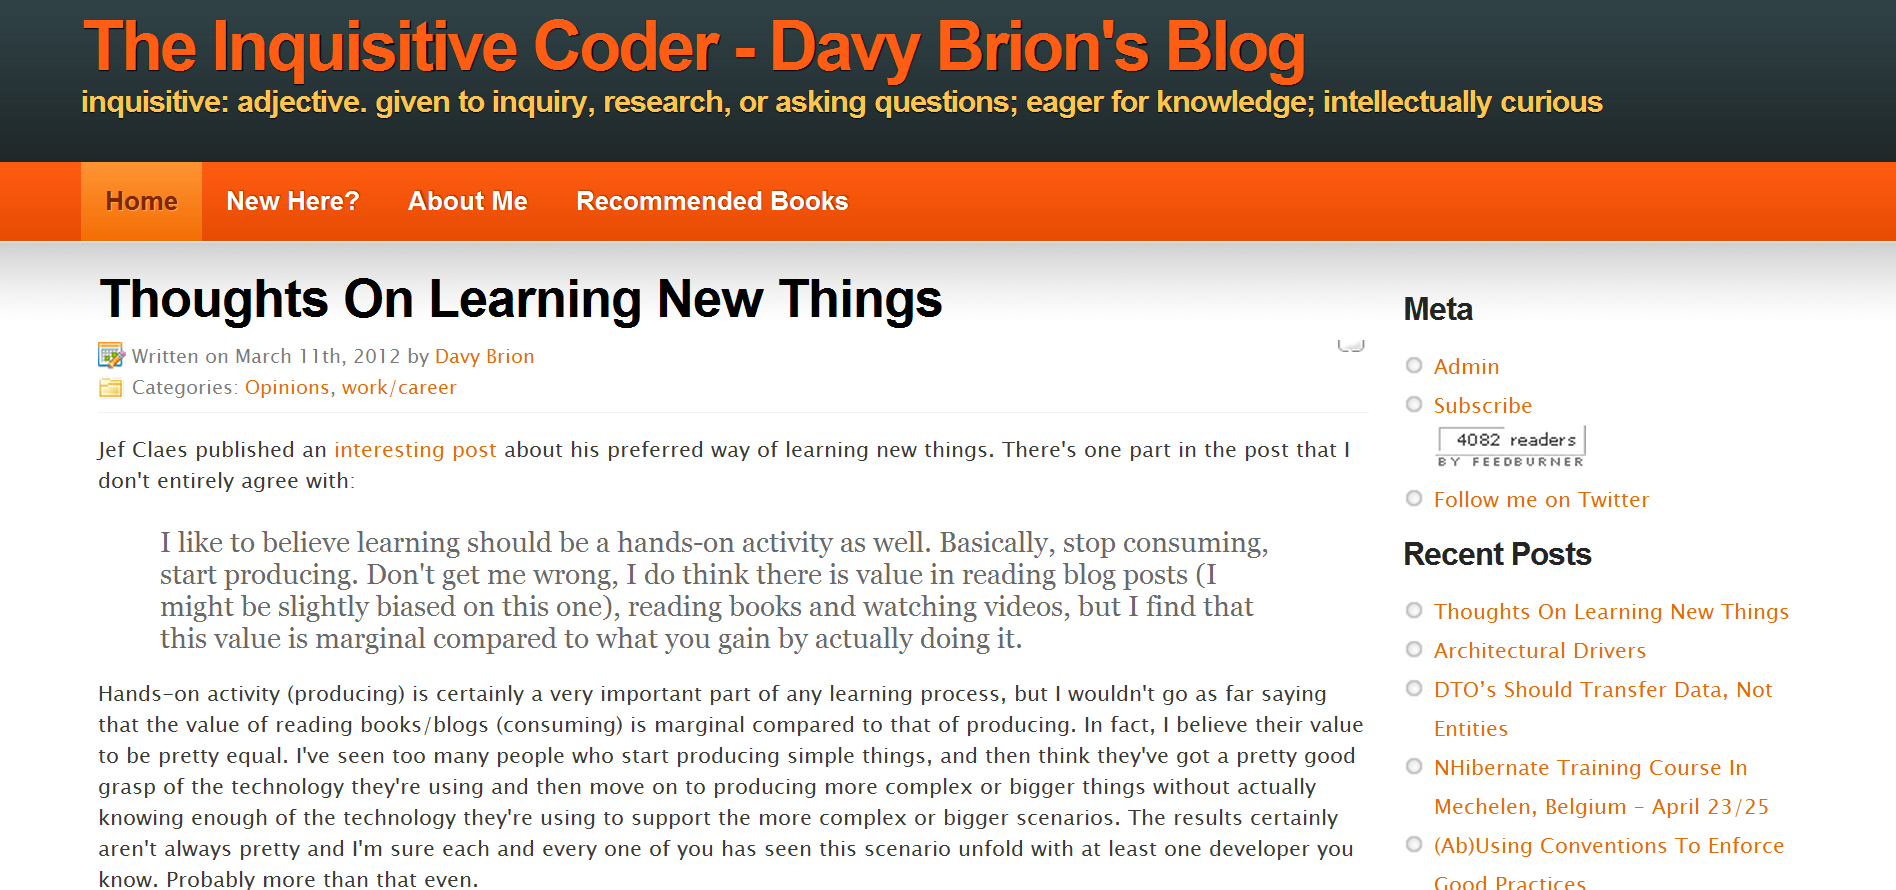 The Inquisitive Coder - Davy Brion's Blog
inquisitive: adjective. given to inquiry, research, or asking questions; eager for knowledge; intellectually curious
Home New Here? About Me Recommended Books
Thoughts On Learning New Things
Written on March 11th, 2012 by Davy Brion
Categories: Opinions, work/career
Jef Claes published an interesting post about his preferred way of learning new things. There's one part in the post that I
don't entirely agree with:
I like to believe learning should be a hands-on activity as well. Basically, stop consuming,
start producing. Don't get me wrong, I do think there is value in reading blog posts (I
might be slightly biased on this one), reading books and watching videos, but I find that
this value is marginal compared to what you gain by actually doing it.
Hands-on activity (producing) is certainly a very important part of any learning process, but I wouldn't go as far saying
that the value of reading books/blogs (consuming) is marginal compared to that of producing. In fact, I believe their value
to be pretty equal. I've seen too many people who start producing simple things, and then think they've got a pretty good
grasp of the technology they're using and then move on to producing more complex or bigger things without actually
knowing enough of the technology they're using to support the more complex or bigger scenarios. The results certainly
aren't always pretty and I'm sure each and every one of you has seen this scenario unfold with at least one developer you
know. Probably more than that even.
Meta
Admin
Subscribe
4082 readers
BY FEEDBURNER
Follow me on Twitter
Recent Posts
Thoughts On Learning New Things
Architectural Drivers
DTO’s Should Transfer Data, Not
Entities
NHibernate Training Course In
Mechelen, Belgium – April 23/25
(Ab)Using Conventions To Enforce
Good Practices